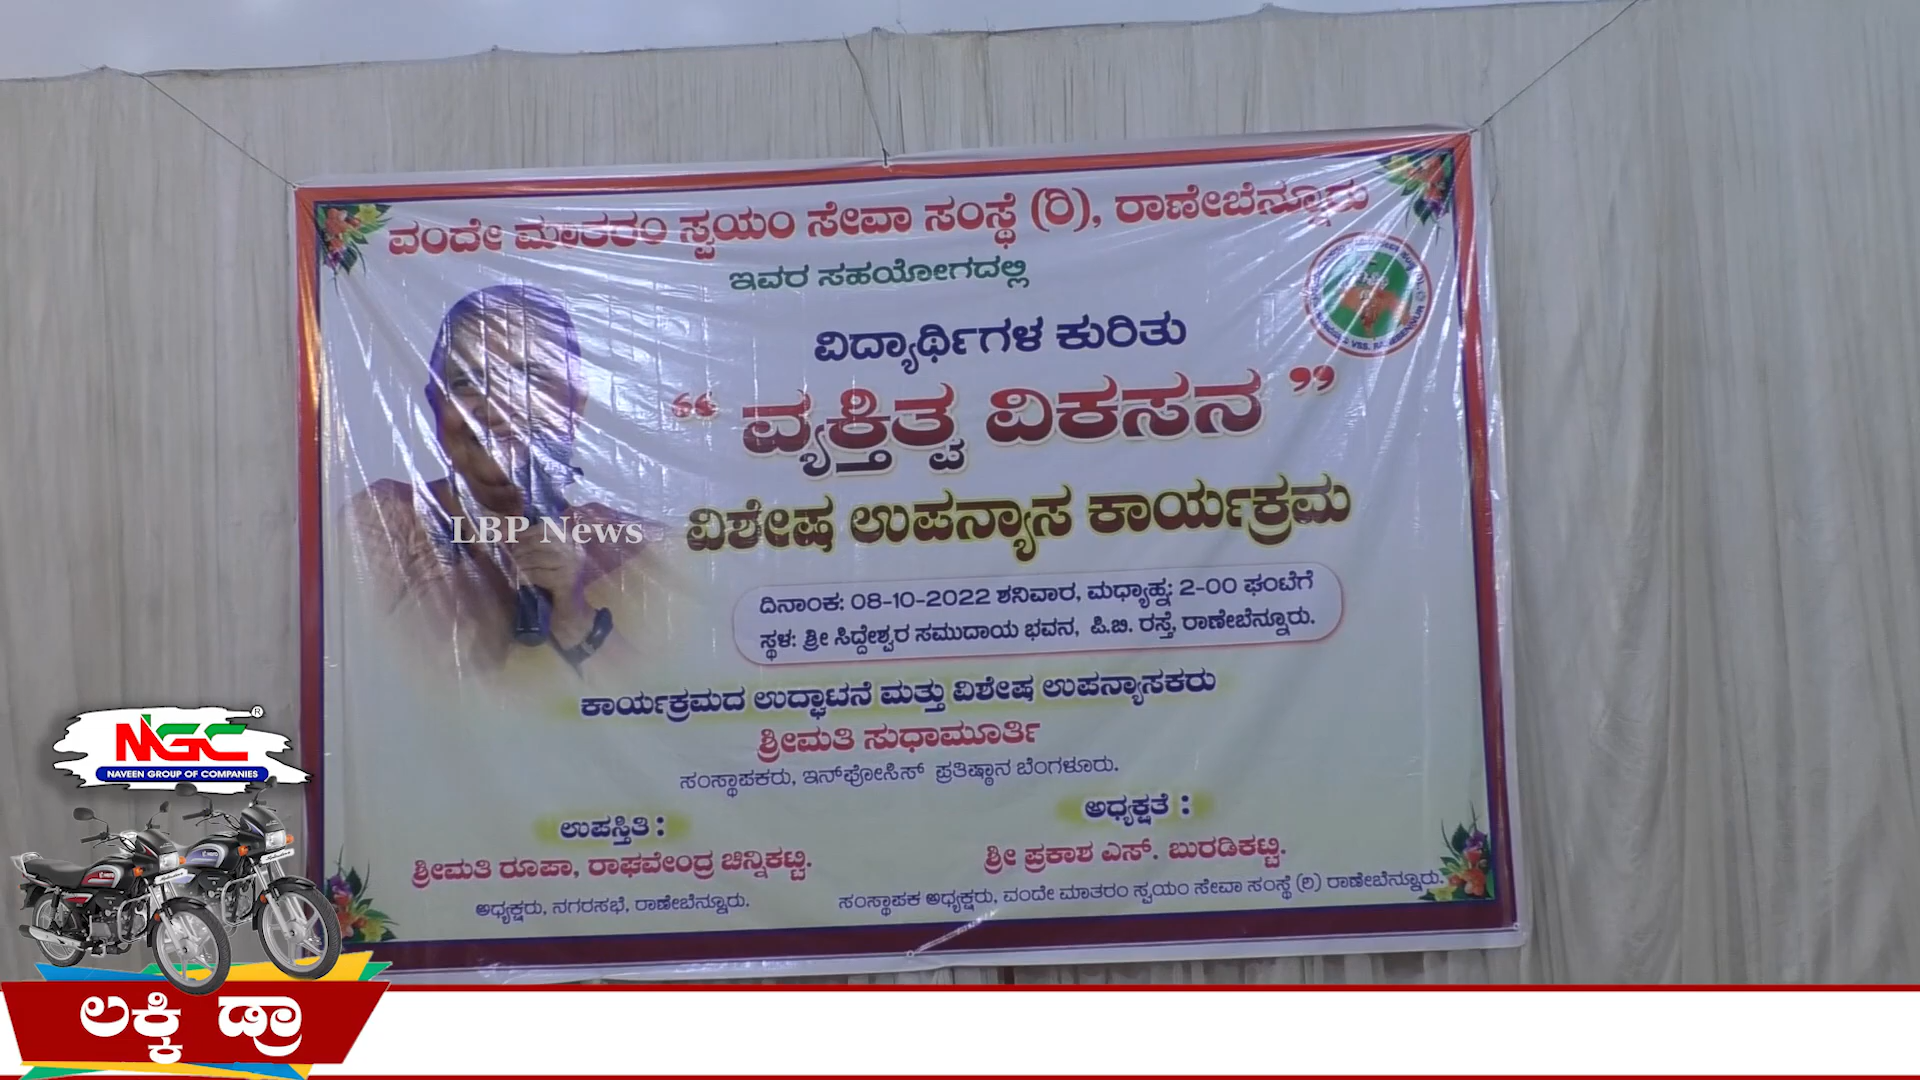 ವಂದೇ ಮಾತರಂ ಸ್ವಯಂ ಸೇವಾ ಸಂಸ್ಥೆ (ರಿ), ರಾಣೇಬೆನ್ನೂರು
ಇವರ ಸಹಯೋಗದಲ್ಲಿ
ವಿದ್ಯಾರ್ಥಿಗಳ ಕುರಿತು
“ ವ್ಯಕ್ತಿತ್ವ ವಿಕಸನ ”
ವಿಶೇಷ ಉಪನ್ಯಾಸ ಕಾರ್ಯಕ್ರಮ
LBP News
ದಿನಾಂಕ: 08-10-2022 ಶನಿವಾರ, ಮಧ್ಯಾಹ್ನ: 2-00 ಘಂಟೆಗೆ
ಸ್ಥಳ: ಶ್ರೀ ಸಿದ್ದೇಶ್ವರ ಸಮುದಾಯ ಭವನ, ಪಿ.ಬಿ. ರಸ್ತೆ, ರಾಣೇಬೆನ್ನೂರು.
ಕಾರ್ಯಕ್ರಮದ ಉದ್ಘಾಟನೆ ಮತ್ತು ವಿಶೇಷ ಉಪನ್ಯಾಸಕರು
ಶ್ರೀಮತಿ ಸುಧಾಮೂರ್ತಿ
ಸಂಸ್ಥಾಪಕರು, ಇನ್‌ಫೋಸಿಸ್ ಪ್ರತಿಷ್ಠಾನ ಬೆಂಗಳೂರು.
ಉಪಸ್ತಿತಿ :
ಶ್ರೀಮತಿ ರೂಪಾ, ರಾಘವೇಂದ್ರ ಚಿನ್ನಿಕಟ್ಟಿ.
ಅಧ್ಯಕ್ಷರು, ನಗರಸಭೆ, ರಾಣೇಬೆನ್ನೂರು.
ಅಧ್ಯಕ್ಷತೆ :
ಶ್ರೀ ಪ್ರಕಾಶ ಎಸ್. ಬುರಡಿಕಟ್ಟಿ.
ಸಂಸ್ಥಾಪಕ ಅಧ್ಯಕ್ಷರು, ವಂದೇ ಮಾತರಂ ಸ್ವಯಂ ಸೇವಾ ಸಂಸ್ಥೆ (ರಿ) ರಾಣೇಬೆನ್ನೂರು.
NGC
NAVEEN GROUP OF COMPANIES
ಲಕ್ಕಿ ಡ್ರಾ